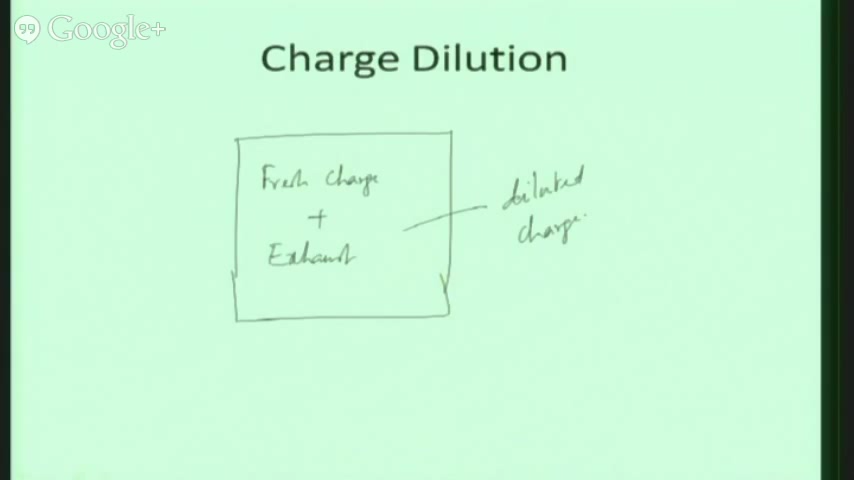 Google+
Charge Dilution
Fresh charge
+
Exhaust
diluted
charge.